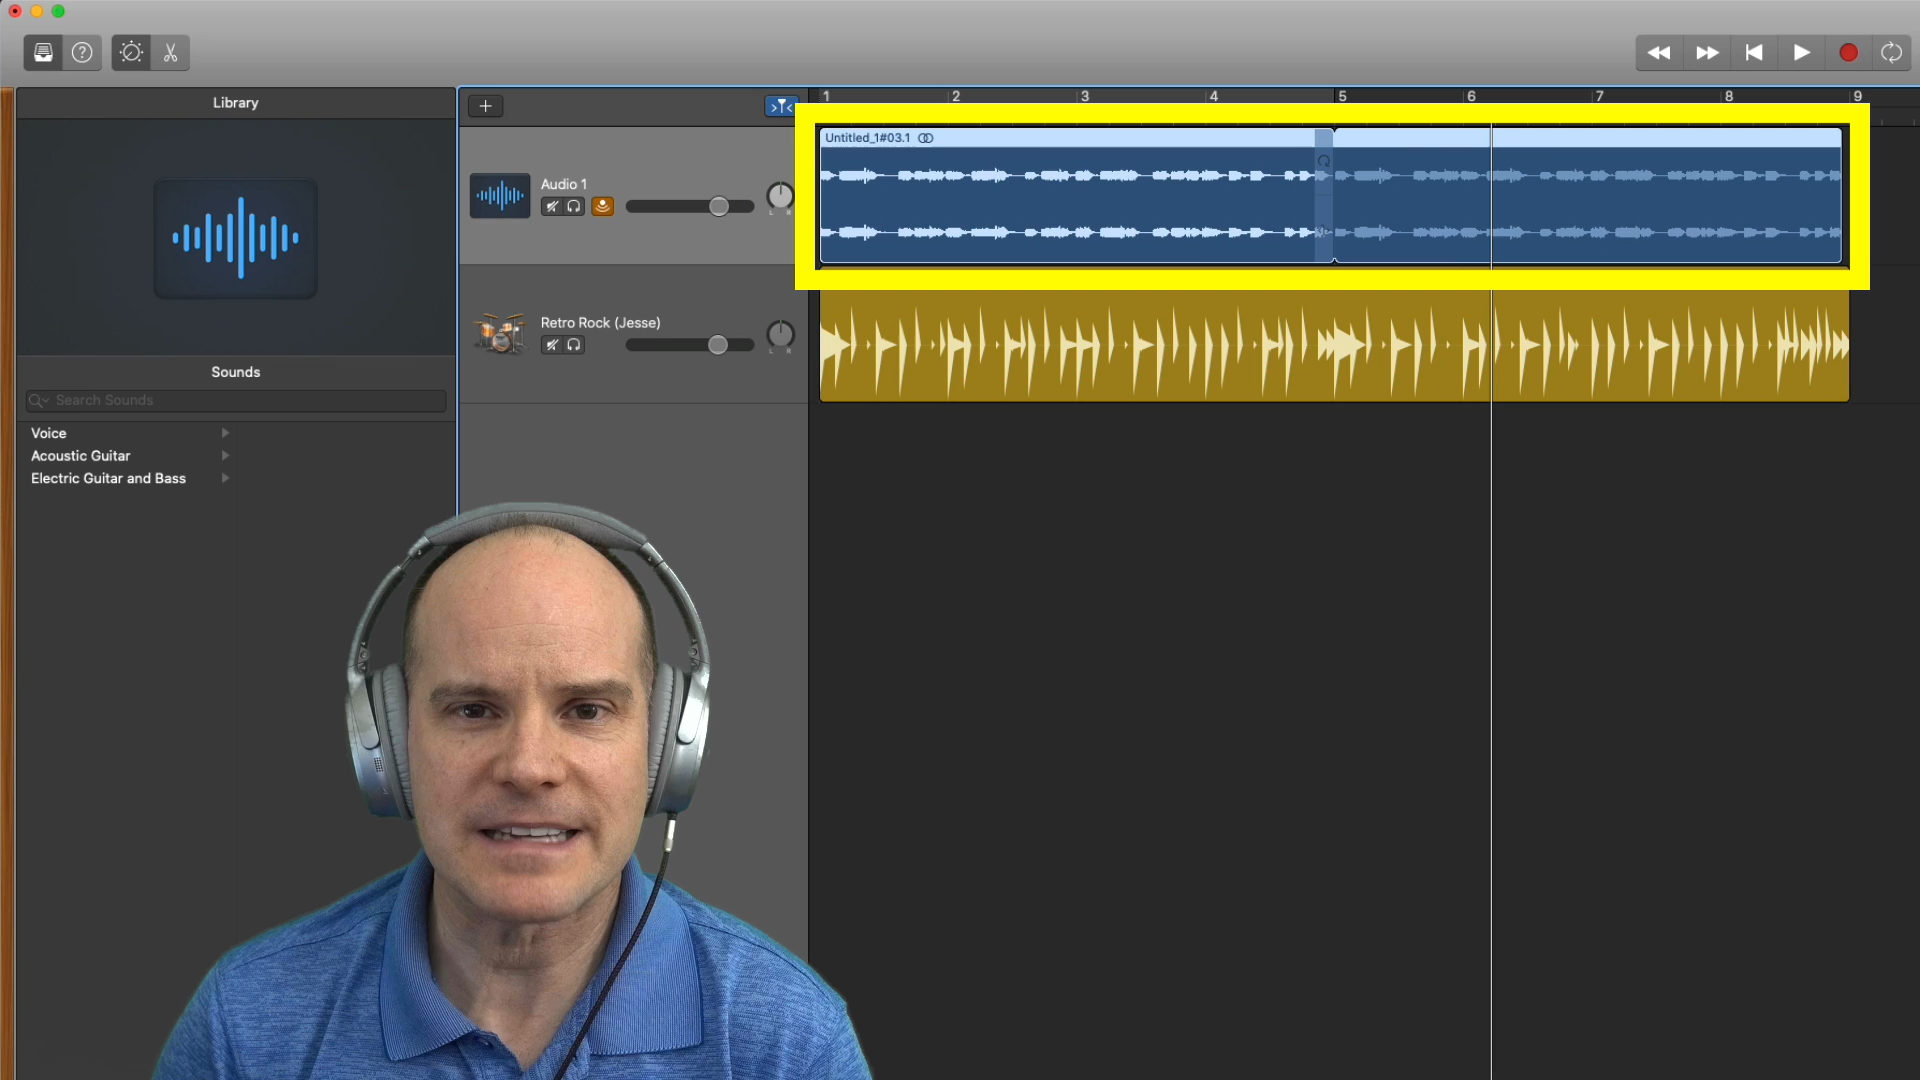 Library
1 2 3 4 5 6 7 8 9
Untitled_1#03.1
Audio 1
L R
Retro Rock (Jesse)
L R
Sounds
Search Sounds
Voice
Acoustic Guitar
Electric Guitar and Bass